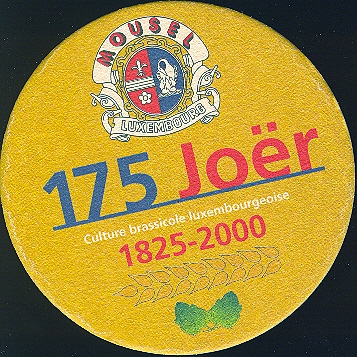 MOUSEL
LUXEMBOURG
175 Joër
Culture brassicole luxembourgeoise
1825-2000